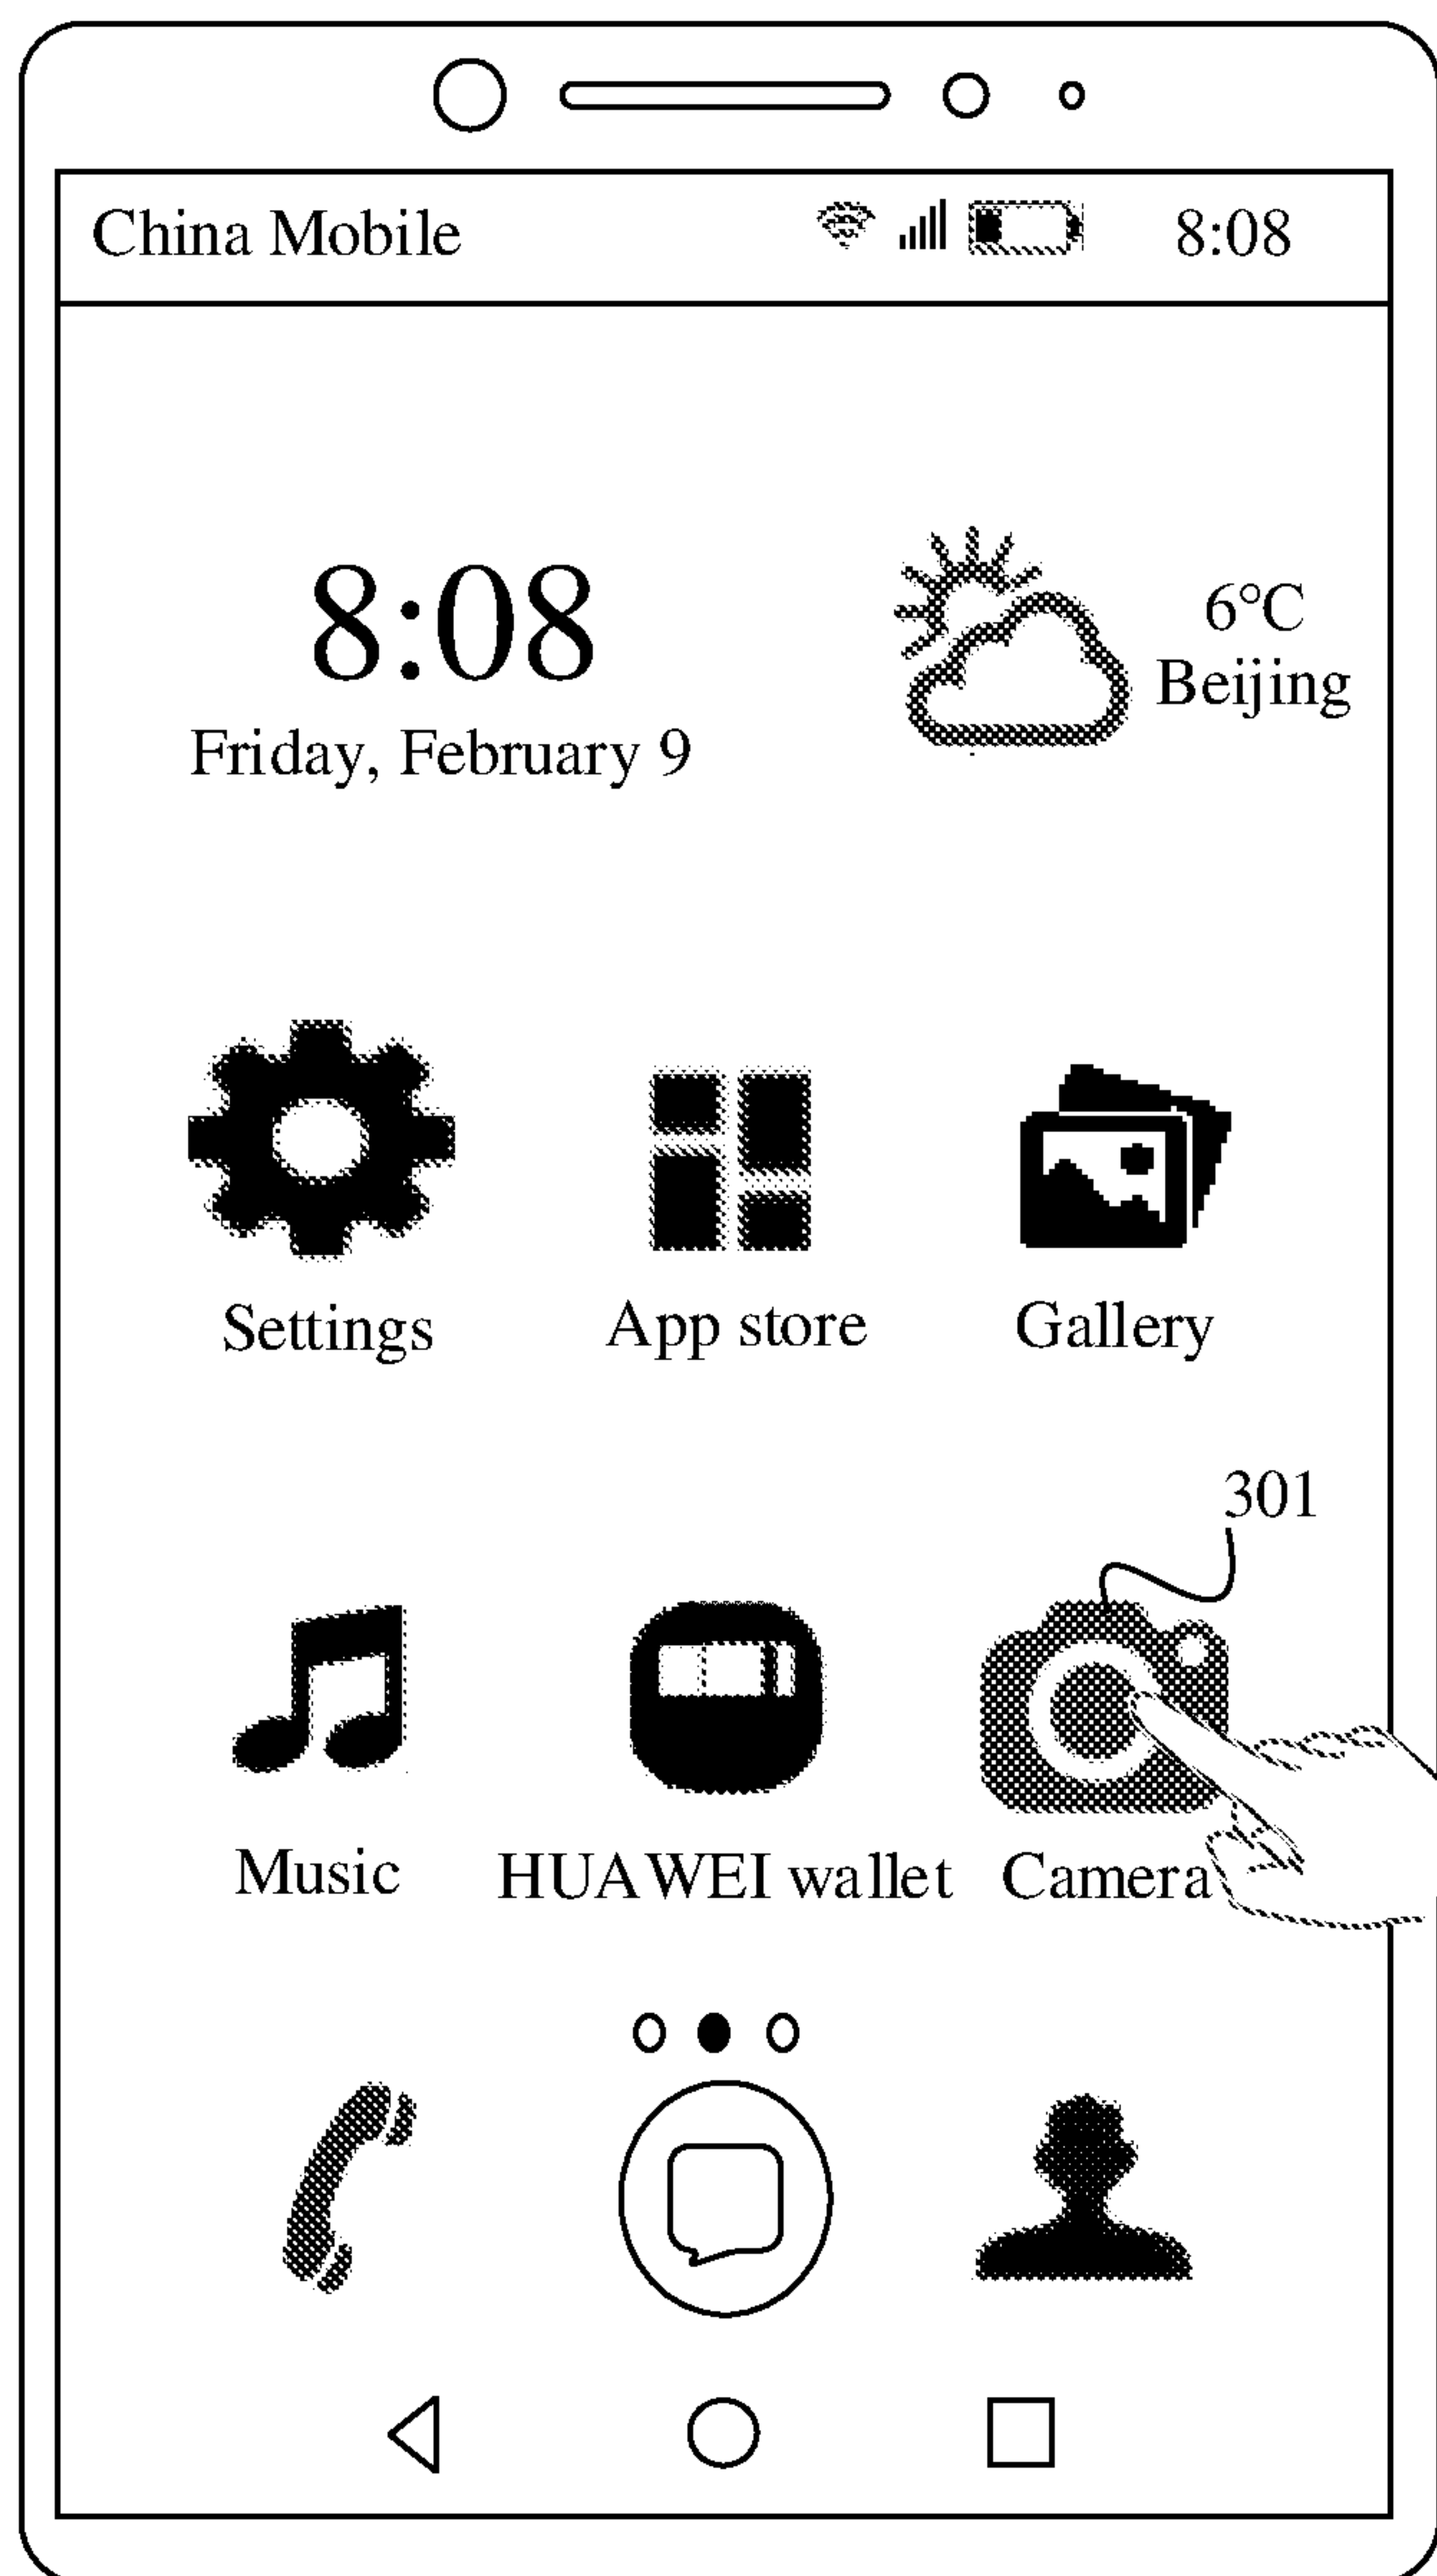 China Mobile 8:08
8:08
Friday, February 9
6°C
Beijing
Settings App store Gallery
301
Music HUAWEI wallet Camera